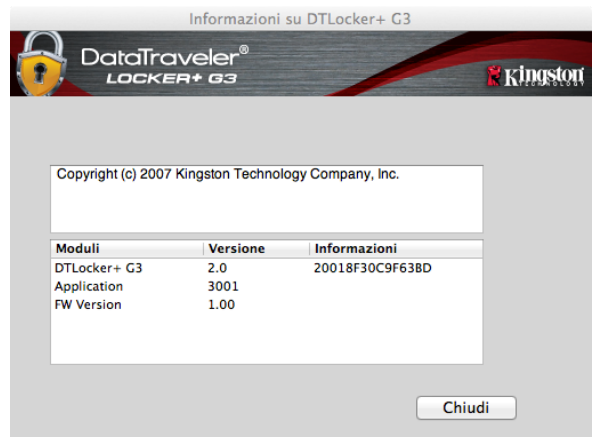 Informazioni su DTLocker+ G3
DataTraveler®
LOCKER+ G3
Kingston
TECHNOLOGY
Copyright (c) 2007 Kingston Technology Company, Inc.
Moduli Versione Informazioni
DTLocker+ G3 2.0 20018F30C9F63BD
Application 3001
FW Version 1.00
Chiudi